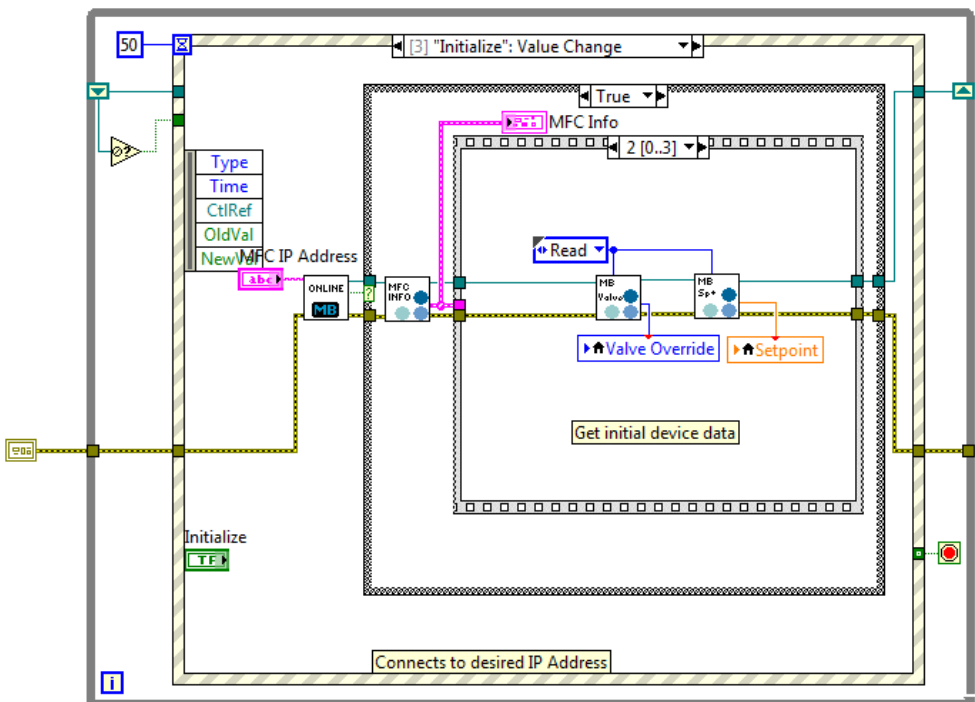 50
[3] "Initialize": Value Change
True
MFC Info
2 [0..3]
Type
Time
CtlRef
OldVal
NewVal
MFC IP Address
abc
Read
ONLINE
MB
?
MFC
INFO
MB
Valve
MB
Spt
Valve Override
Setpoint
Get initial device data
Initialize
TF
Connects to desired IP Address
i